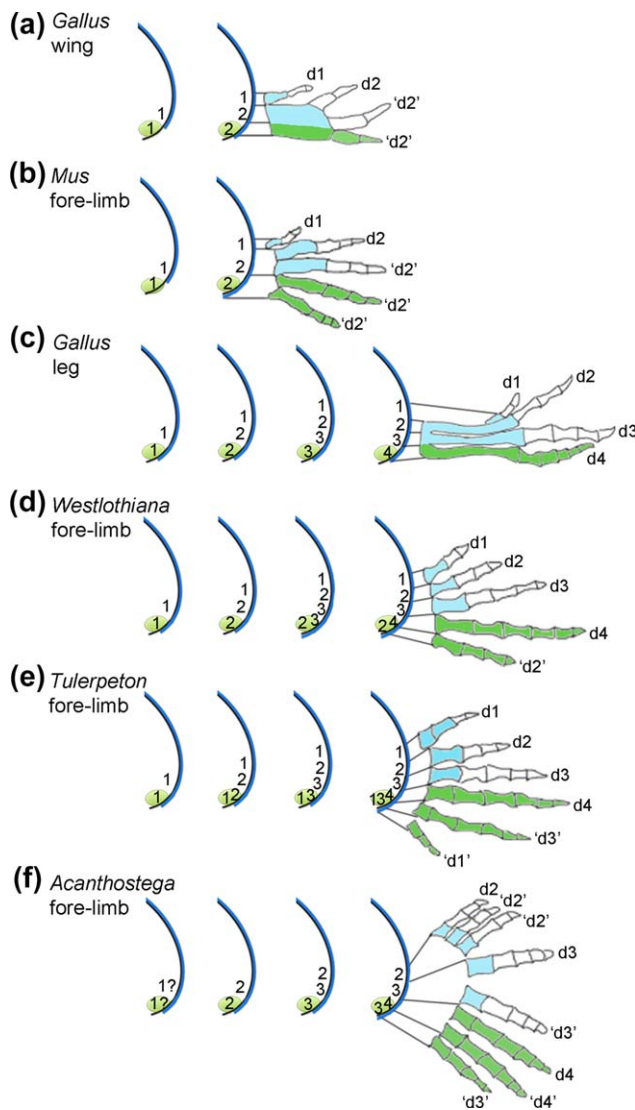 (a) Gallus
wing
1
1
1
2
2
d1
d2
'd2'
'd2'
(b) Mus
fore-limb
1
1
1
2
2
d1
d2
'd2'
'd2'
'd2'
(c) Gallus
leg
1
1
1
2
2
1
2
3
3
1
2
3
4
d1
d2
d3
d4
(d) Westlothiana
fore-limb
1
1
1
2
2
1
2
3
23
1
2
3
24
d1
d2
d3
d4
'd2'
(e) Tulerpeton
fore-limb
1
1
1
2
12
1
2
3
13
1
2
3
134
d1
d2
d3
d4
'd3'
'd1'
(f) Acanthostega
fore-limb
1?
1?
2
2
2
3
3
2
3
34
d2
'd2'
'd2'
d3
'd3'
d4
'd4'
'd3'